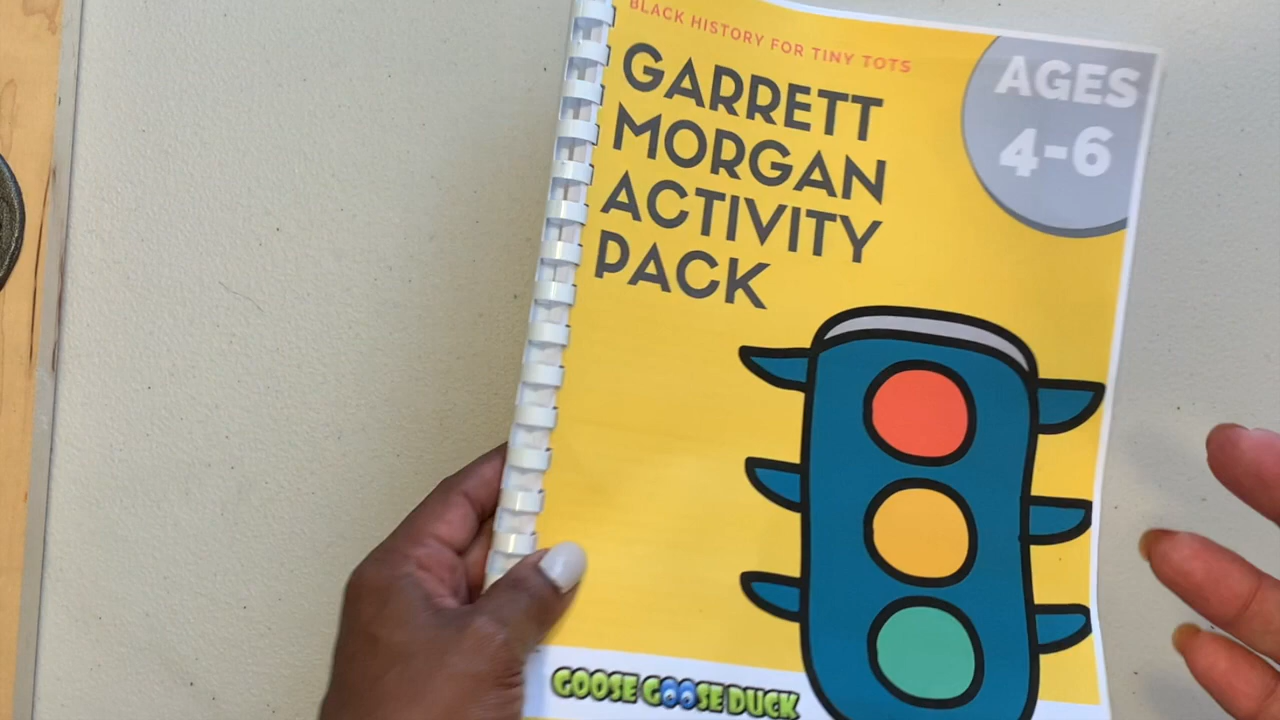 BLACK HISTORY FOR TINY TOTS
GARRETT
MORGAN
ACTIVITY
PACK
AGES
4-6
GOOSE GOOSE DUCK